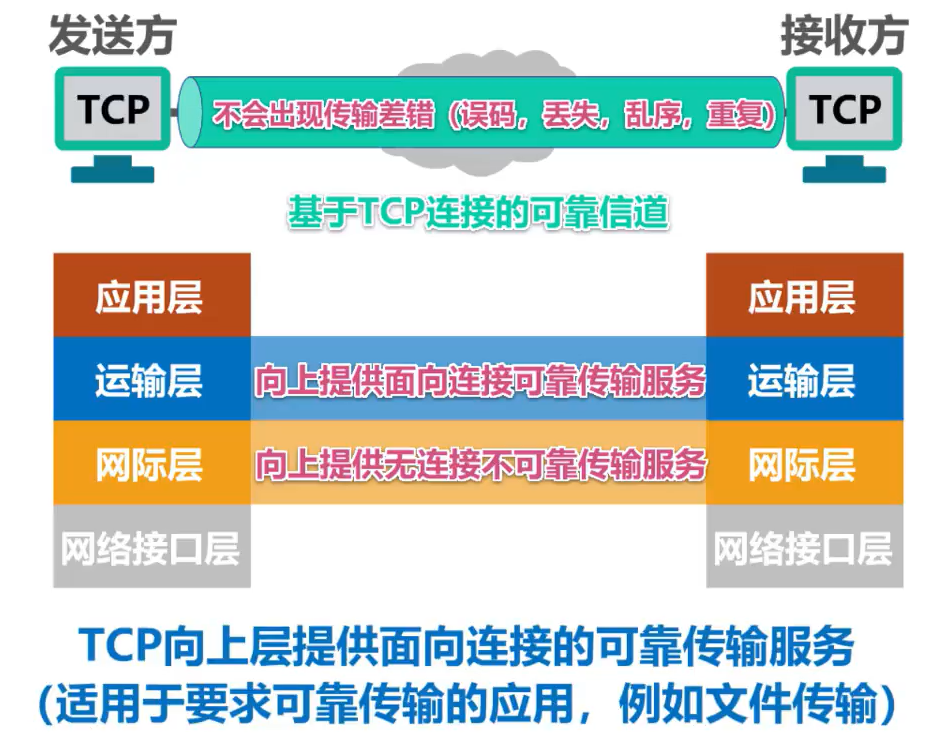 发送方 接收方
TCP 不会出现传输差错（误码，丢失，乱序，重复） TCP
基于TCP连接的可靠信道
应用层 应用层
运输层 向上提供面向连接可靠传输服务 运输层
网际层 向上提供无连接不可靠传输服务 网际层
网络接口层 网络接口层
TCP向上层提供面向连接的可靠传输服务
（适用于要求可靠传输的应用，例如文件传输）